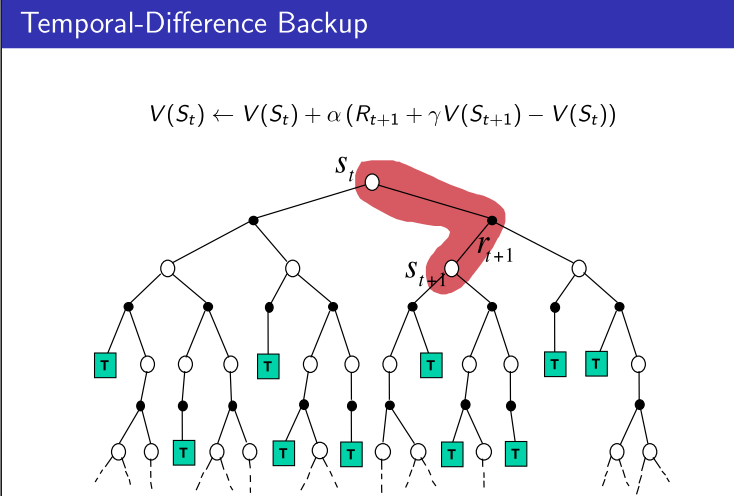 Temporal-Difference Backup
V(S_t) ← V(S_t) + α (R_{t+1} + γV(S_{t+1}) − V(S_t))
s_t
r_{t+1}
s_{t+1}
T T T T T
T T T T T